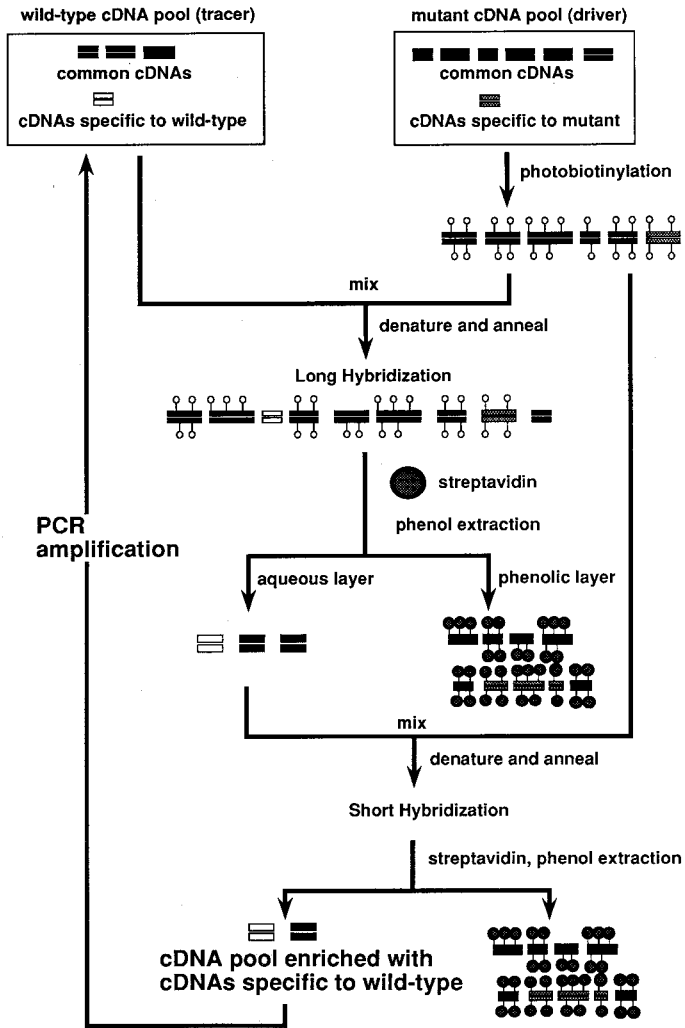 wild-type cDNA pool (tracer)
mutant cDNA pool (driver)
common cDNAs
cDNAs specific to wild-type
common cDNAs
cDNAs specific to mutant
photobiotinylation
mix
denature and anneal
Long Hybridization
streptavidin
phenol extraction
PCR
amplification
aqueous layer
phenolic layer
mix
denature and anneal
Short Hybridization
streptavidin, phenol extraction
cDNA pool enriched with
cDNAs specific to wild-type